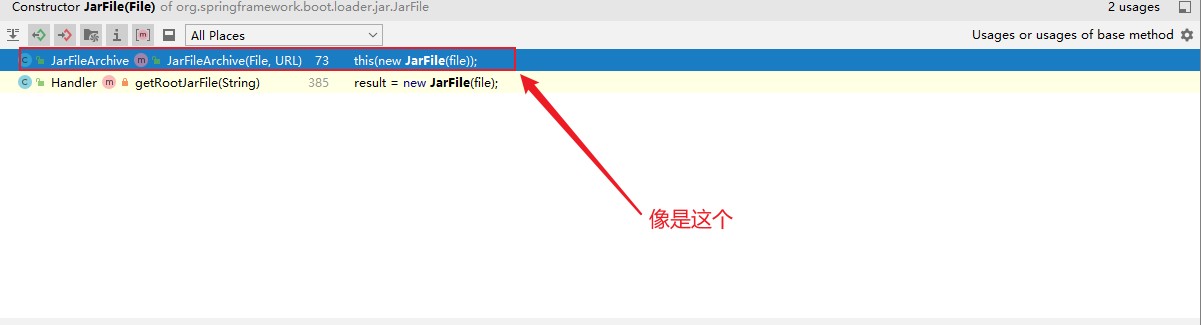 Constructor JarFile(File) of org.springframework.boot.loader.jar.JarFile 2 usages
All Places Usages or usages of base method
JarFileArchive JarFileArchive(File, URL) 73 this(new JarFile(file));
Handler getRootJarFile(String) 385 result = new JarFile(file);
像是这个